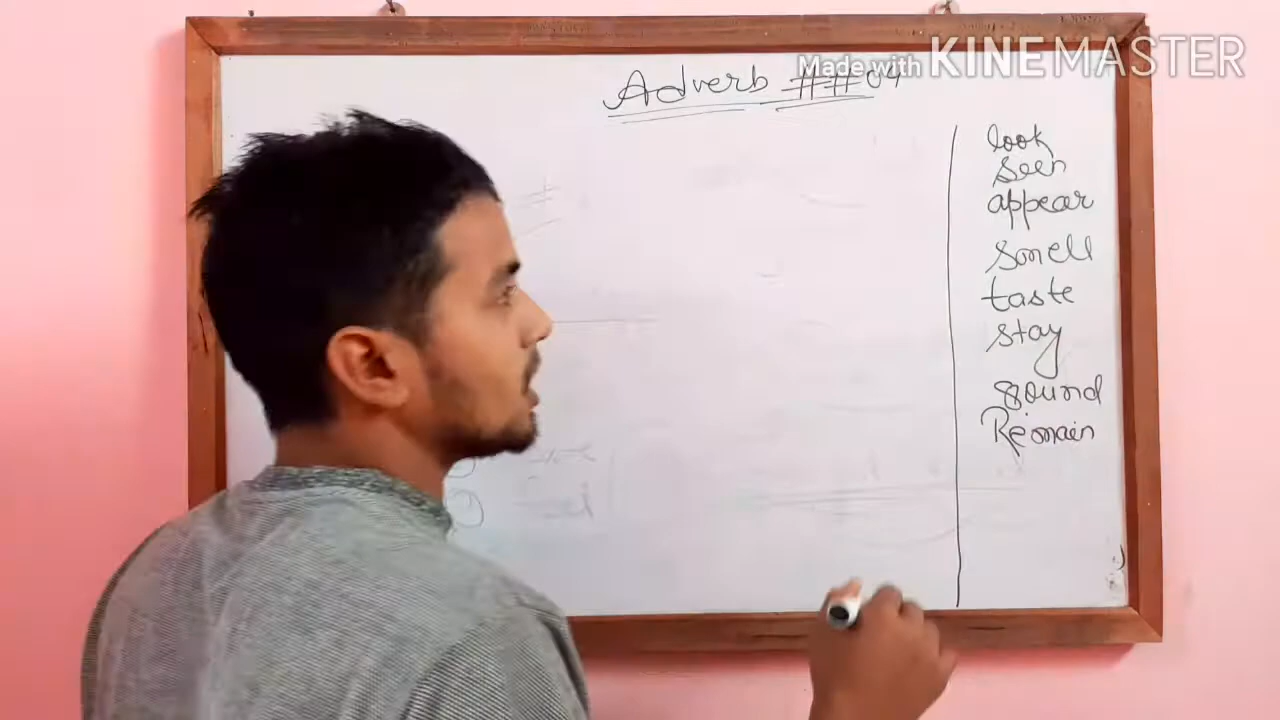 Made with KINEMASTER
Adverb ## 04
look
seen
appear
smell
taste
stay
sound
Remain